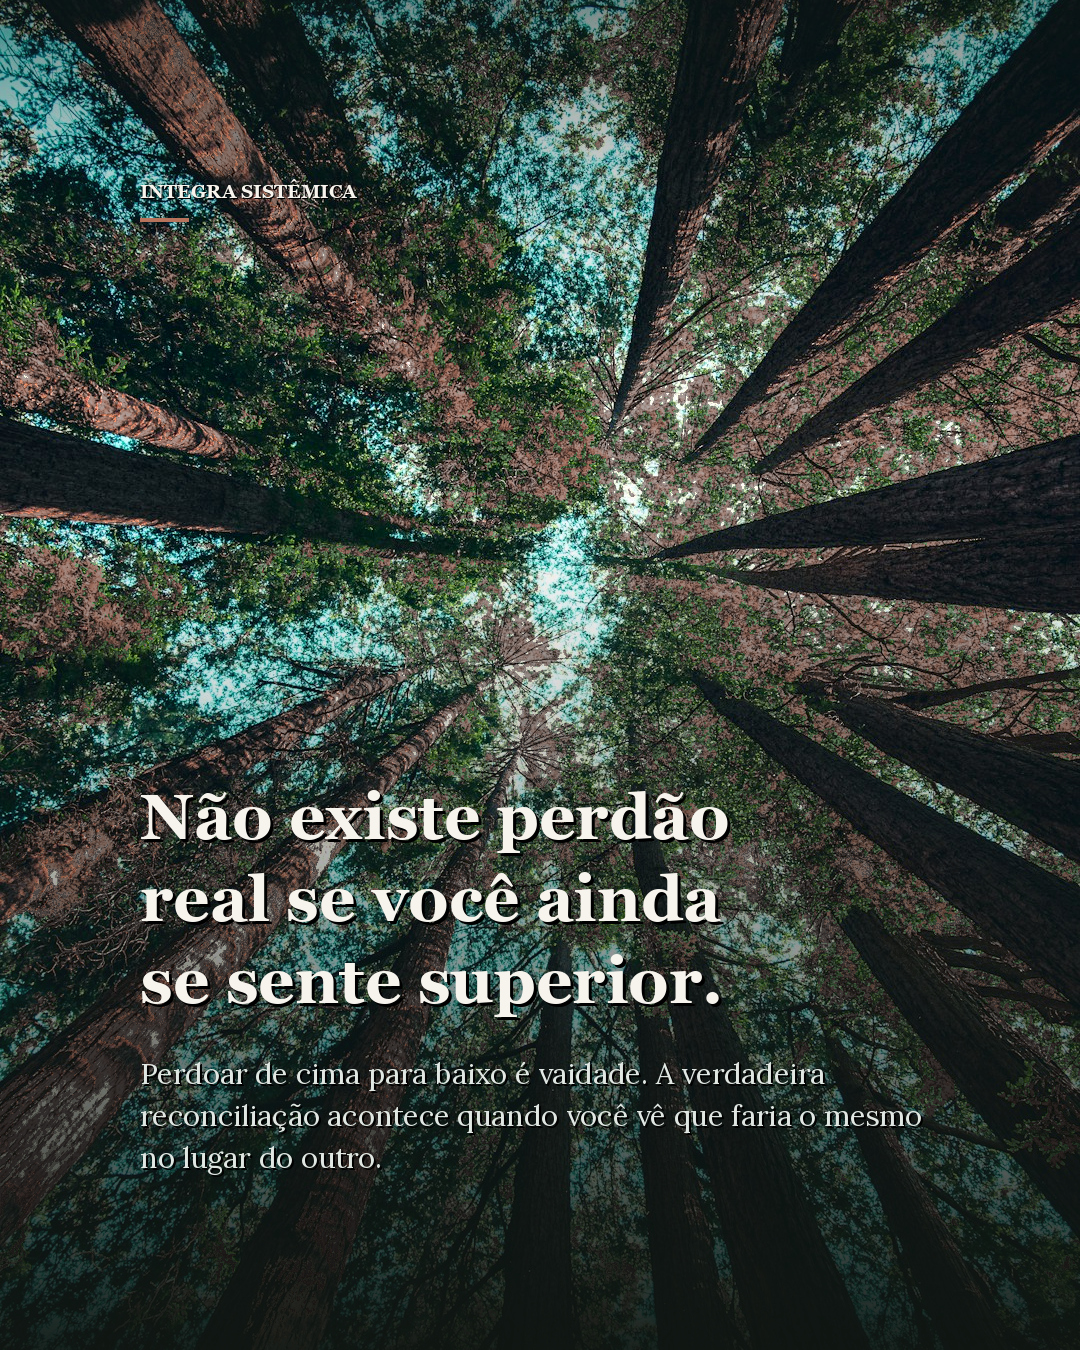 INTEGRA SISTÊMICA
Não existe perdão
real se você ainda
se sente superior.
Perdoar de cima para baixo é vaidade. A verdadeira
reconciliação acontece quando você vê que faria o mesmo
no lugar do outro.